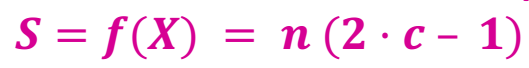 S = f(X) = n (2 · c – 1)